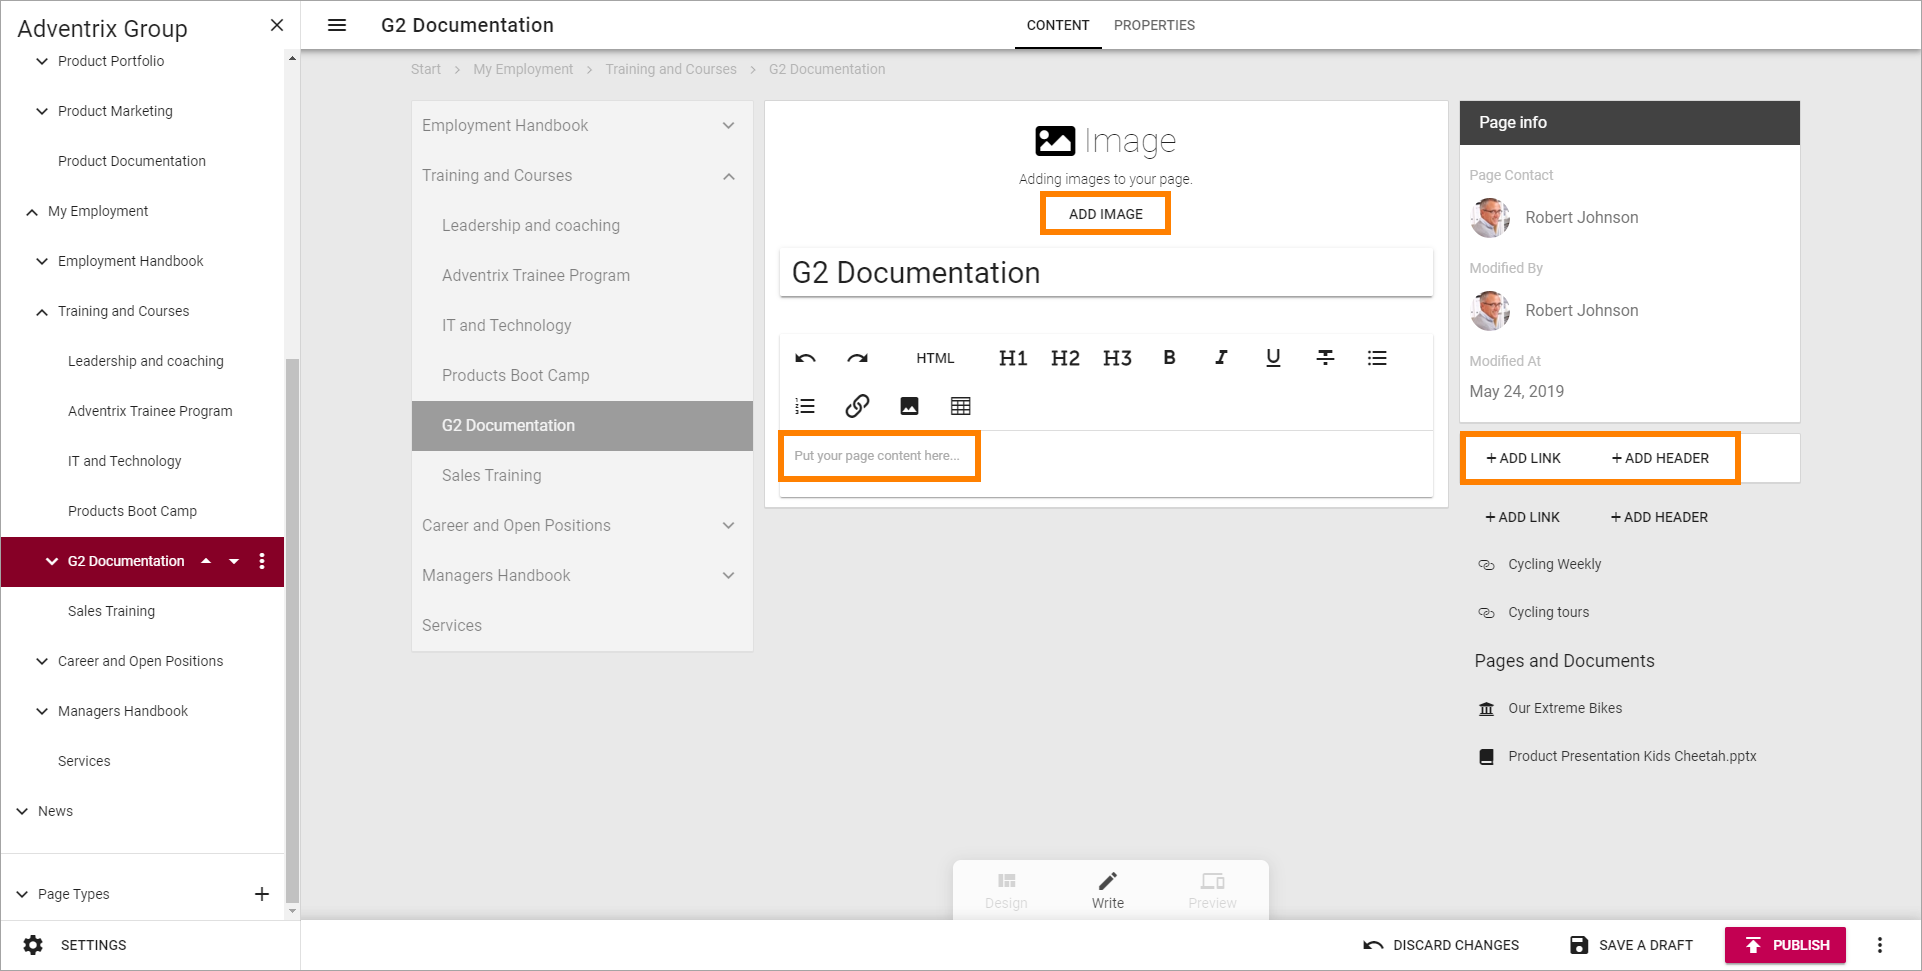 Adventrix Group
Product Portfolio
Product Marketing
Product Documentation
My Employment
Employment Handbook
Training and Courses
Leadership and coaching
Adventrix Trainee Program
IT and Technology
Products Boot Camp
G2 Documentation
Sales Training
Career and Open Positions
Managers Handbook
Services
News
Page Types
SETTINGS
G2 Documentation
CONTENT PROPERTIES
Start My Employment Training and Courses G2 Documentation
Employment Handbook
Training and Courses
Leadership and coaching
Adventrix Trainee Program
IT and Technology
Products Boot Camp
G2 Documentation
Sales Training
Career and Open Positions
Managers Handbook
Services
Image
Adding images to your page.
ADD IMAGE
G2 Documentation
HTML H1 H2 H3 B I U
Put your page content here...
Page info
Page Contact
Robert Johnson
Modified By
Robert Johnson
Modified At
May 24, 2019
+ ADD LINK + ADD HEADER
+ ADD LINK + ADD HEADER
Cycling Weekly
Cycling tours
Pages and Documents
Our Extreme Bikes
Product Presentation Kids Cheetah.pptx
Design Write Preview
DISCARD CHANGES SAVE A DRAFT PUBLISH